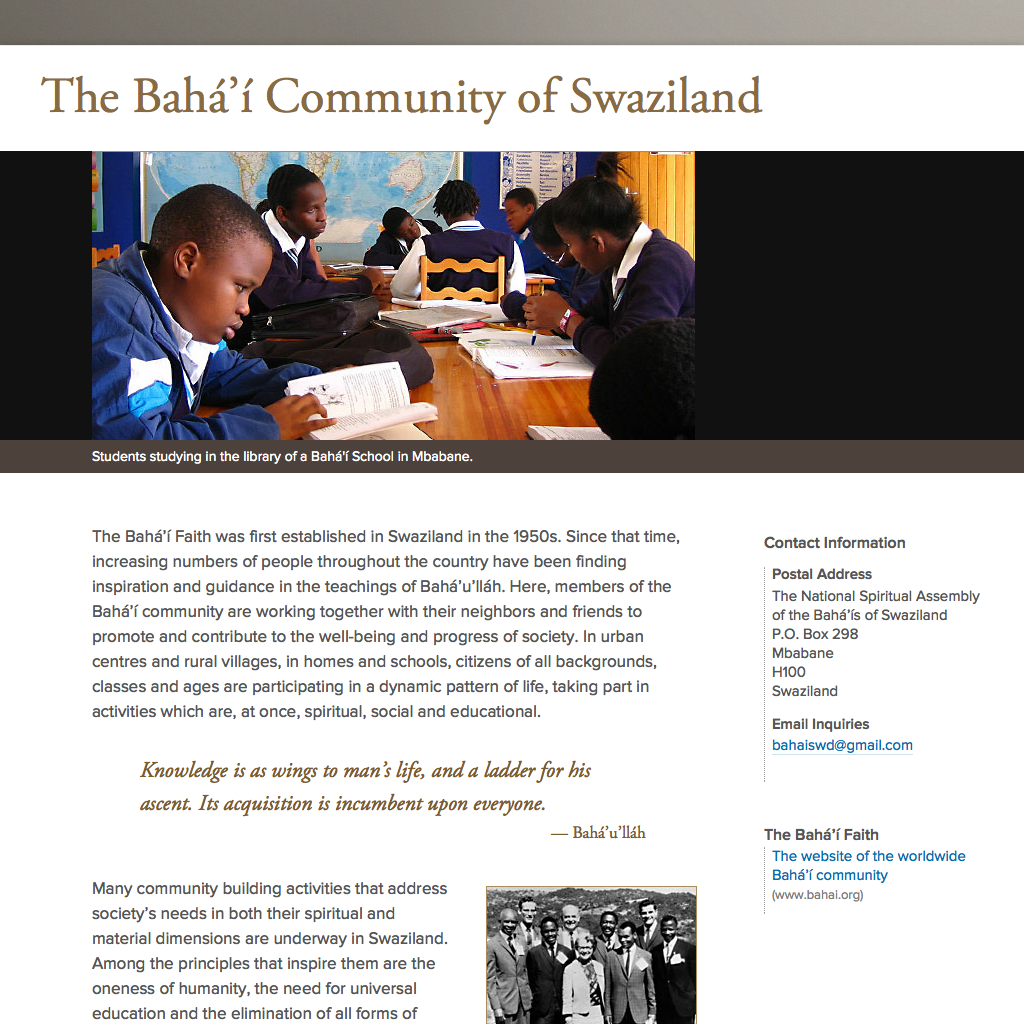 The Bahá’í Community of Swaziland
Students studying in the library of a Bahá’í School in Mbabane.
The Bahá’í Faith was first established in Swaziland in the 1950s. Since that time,
increasing numbers of people throughout the country have been finding
inspiration and guidance in the teachings of Bahá’u’lláh. Here, members of the
Bahá’í community are working together with their neighbors and friends to
promote and contribute to the well-being and progress of society. In urban
centres and rural villages, in homes and schools, citizens of all backgrounds,
classes and ages are participating in a dynamic pattern of life, taking part in
activities which are, at once, spiritual, social and educational.
Knowledge is as wings to man’s life, and a ladder for his
ascent. Its acquisition is incumbent upon everyone.
— Bahá’u’lláh
Many community building activities that address
society’s needs in both their spiritual and
material dimensions are underway in Swaziland.
Among the principles that inspire them are the
oneness of humanity, the need for universal
education and the elimination of all forms of
Contact Information
Postal Address
The National Spiritual Assembly
of the Bahá’ís of Swaziland
P.O. Box 298
Mbabane
H100
Swaziland
Email Inquiries
bahaiswd@gmail.com
The Bahá’í Faith
The website of the worldwide
Bahá’í community
(www.bahai.org)